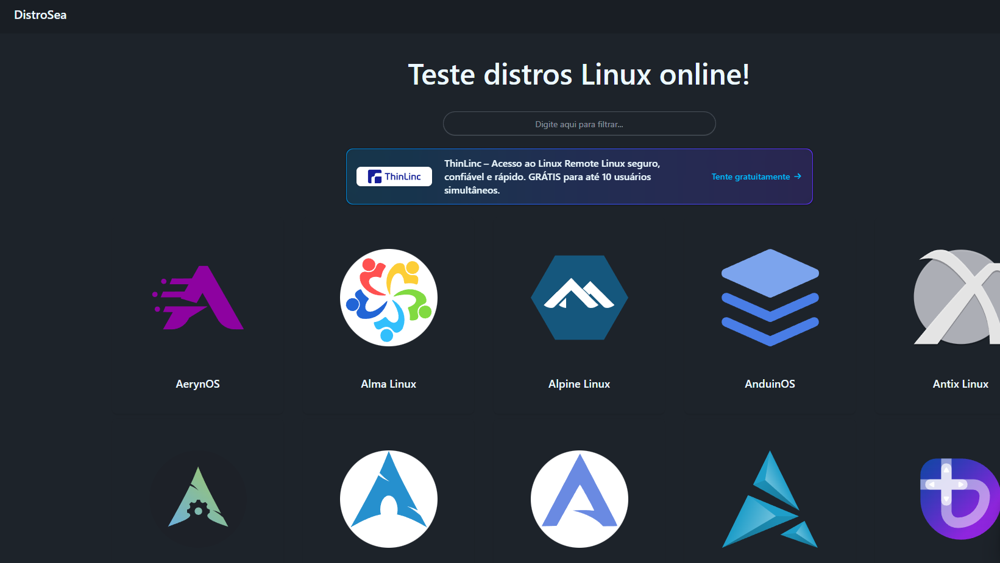 DistroSea
Teste distros Linux online!
Digite aqui para filtrar...
ThinLinc
ThinLinc – Acesso ao Linux Remote Linux seguro,
confiável e rápido. GRÁTIS para até 10 usuários
simultâneos.
Tente gratuitamente →
AerynOS
Alma Linux
Alpine Linux
AnduinOS
Antix Linux